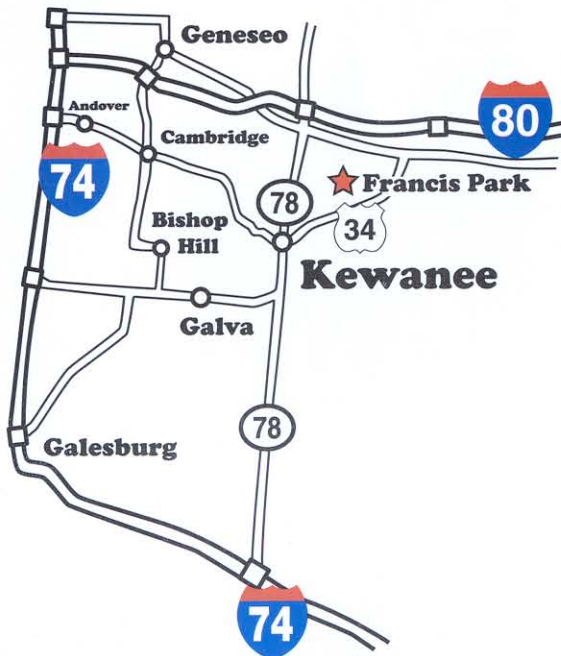 Geneseo
Andover
80
Cambridge
74
Francis Park
78
34
Bishop
Hill
Kewanee
Galva
78
Galesburg
74